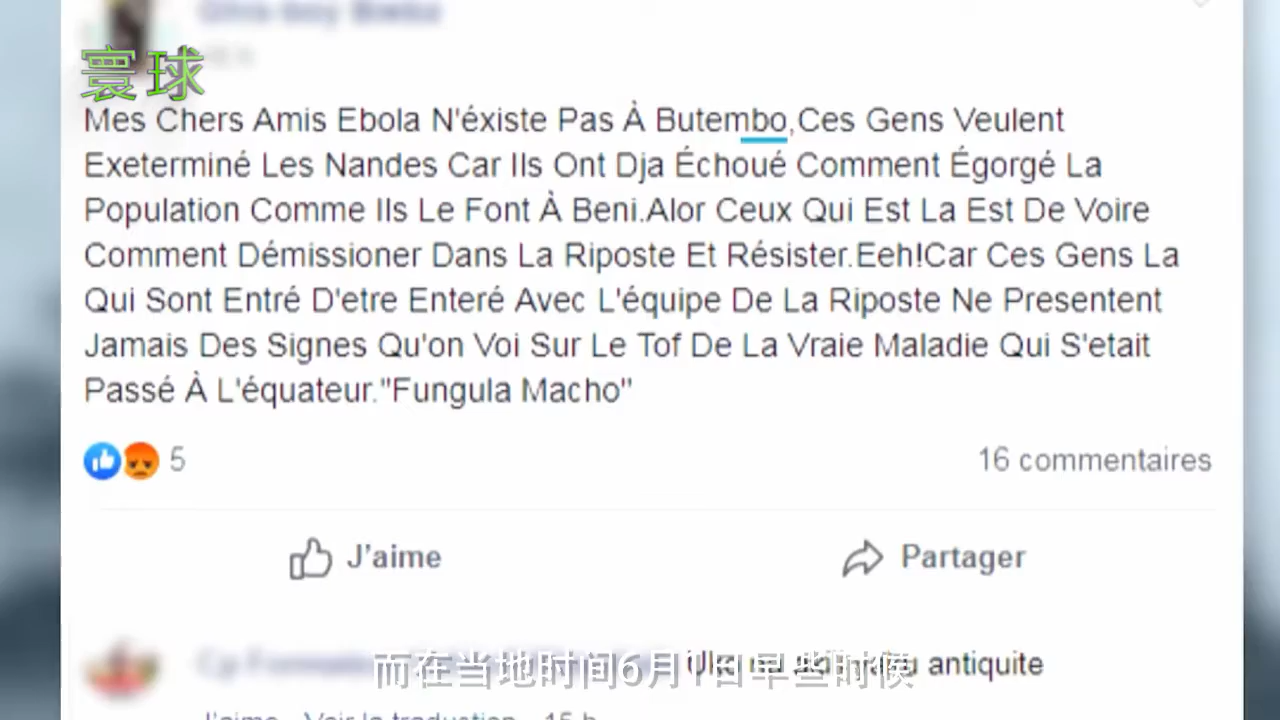 寰球
Mes Chers Amis Ebola N'éxiste Pas À Butembo,Ces Gens Veulent
Exeterminé Les Nandes Car Ils Ont Dja Échoué Comment Égorgé La
Population Comme Ils Le Font À Beni.Alor Ceux Qui Est La Est De Voire
Comment Démissioner Dans La Riposte Et Résister.Eeh!Car Ces Gens La
Qui Sont Entré D'etre Enteré Avec L'équipe De La Riposte Ne Presentent
Jamais Des Signes Qu'on Voi Sur Le Tof De La Vraie Maladie Qui S'etait
Passé À L'équateur."Fungula Macho"
5
16 commentaires
J'aime
Partager
antiquite
而在当地时间6月1日早些时候
J'aime Voir la traduction 15 h